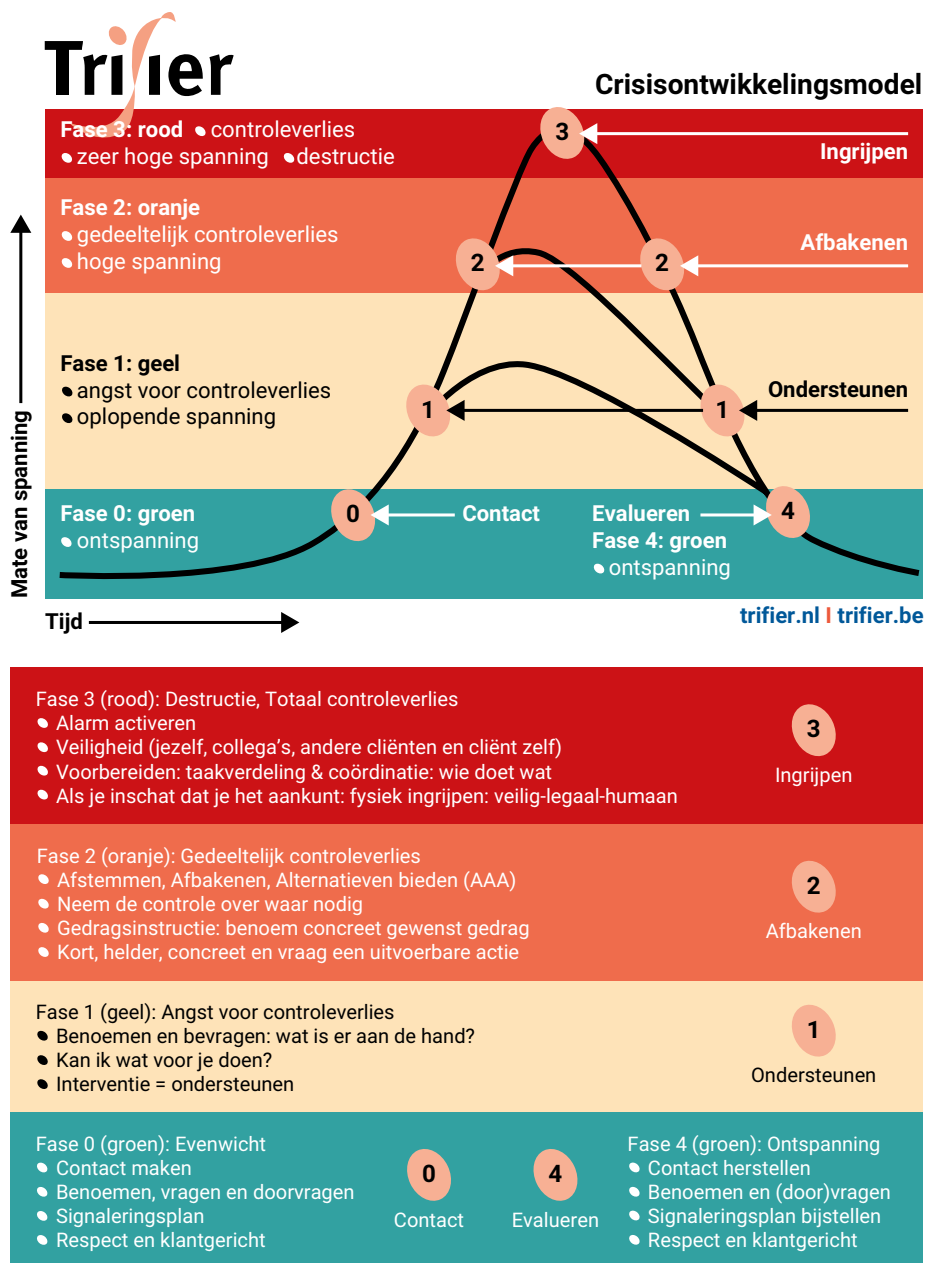 Trifier
Crisisontwikkelingsmodel
Fase 3: rood • controleverlies
• zeer hoge spanning • destructie
3
Ingrijpen
Fase 2: oranje
• gedeeltelijk controleverlies
• hoge spanning
2
2
Afbakenen
Fase 1: geel
• angst voor controleverlies
• oplopende spanning
1
1
Ondersteunen
Mate van spanning
Fase 0: groen
• ontspanning
0
Contact
Evalueren
Fase 4: groen
• ontspanning
4
Tijd
trifier.nl I trifier.be
Fase 3 (rood): Destructie, Totaal controleverlies
• Alarm activeren
• Veiligheid (jezelf, collega's, andere cliënten en cliënt zelf)
• Voorbereiden: taakverdeling & coördinatie: wie doet wat
• Als je inschat dat je het aankunt: fysiek ingrijpen: veilig-legaal-humaan
3
Ingrijpen
Fase 2 (oranje): Gedeeltelijk controleverlies
• Afstemmen, Afbakenen, Alternatieven bieden (AAA)
• Neem de controle over waar nodig
• Gedragsinstructie: benoem concreet gewenst gedrag
• Kort, helder, concreet en vraag een uitvoerbare actie
2
Afbakenen
Fase 1 (geel): Angst voor controleverlies
• Benoemen en bevragen: wat is er aan de hand?
• Kan ik wat voor je doen?
• Interventie = ondersteunen
1
Ondersteunen
Fase 0 (groen): Evenwicht
• Contact maken
• Benoemen, vragen en doorvragen
• Signaleringsplan
• Respect en klantgericht
0
Contact
4
Evalueren
Fase 4 (groen): Ontspanning
• Contact herstellen
• Benoemen en (door)vragen
• Signaleringsplan bijstellen
• Respect en klantgericht